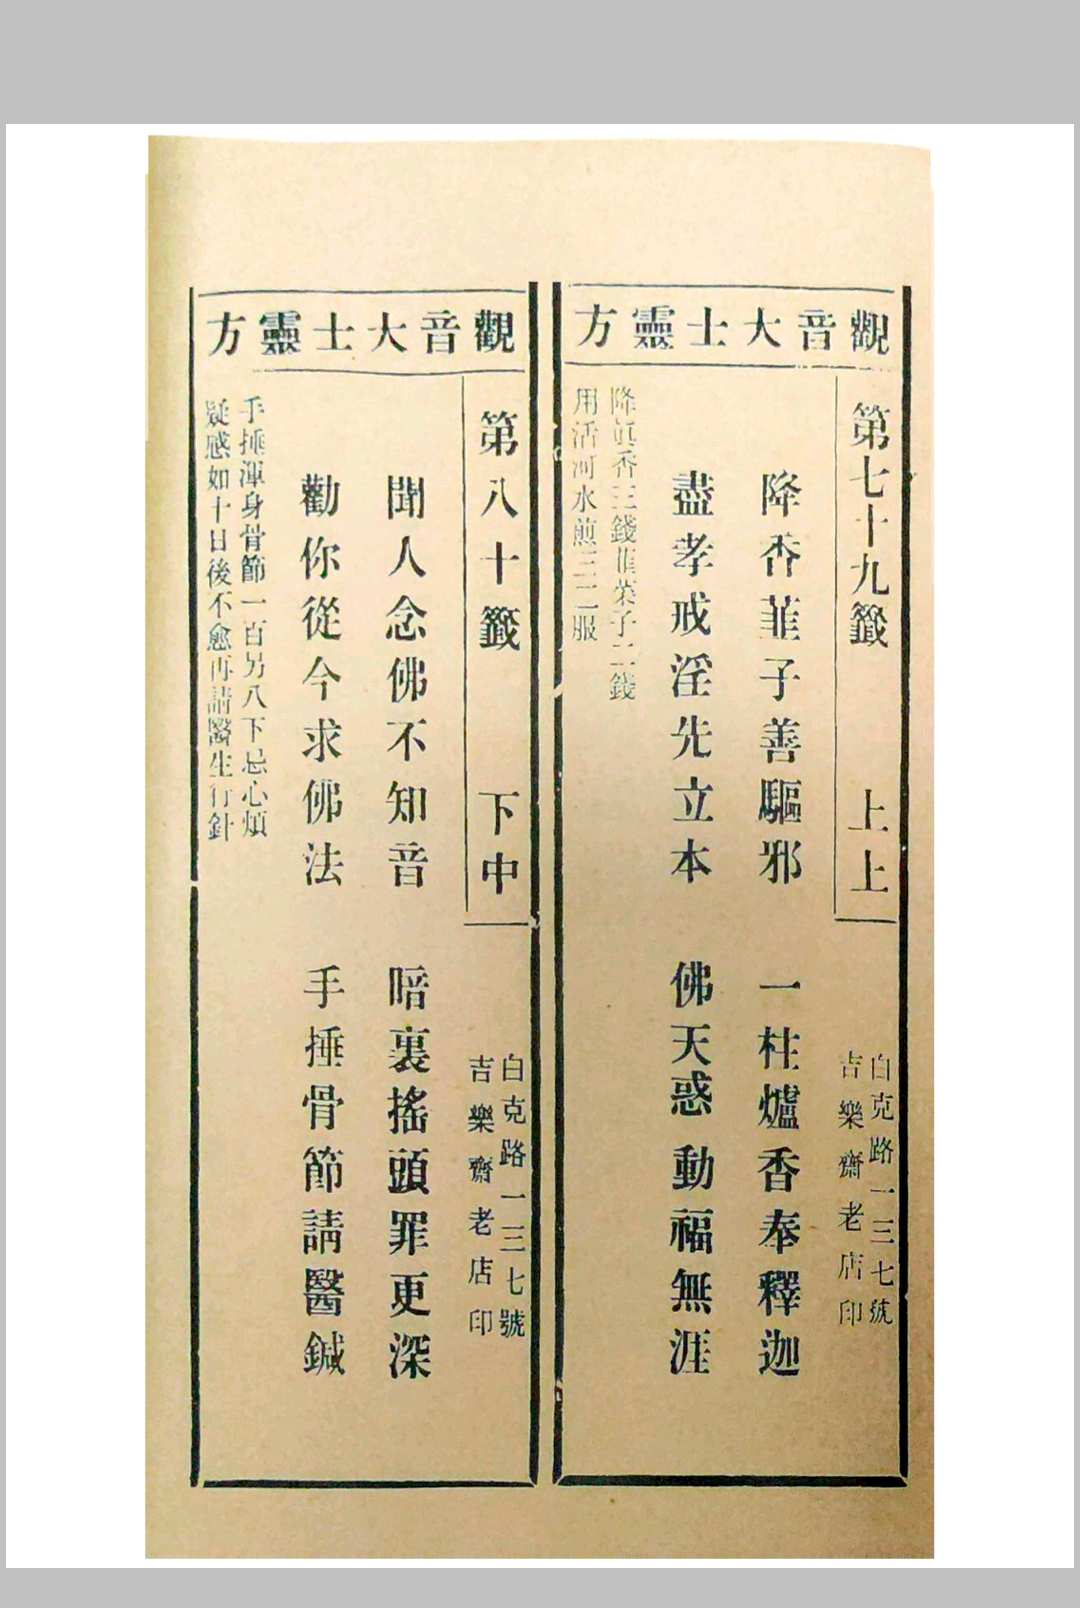 觀音大士靈方
第七十九籤　上上
白克路一三七號
吉樂齋老店印
降香韮子善驅邪　一柱爐香奉釋迦
盡孝戒淫先立本　佛天惑動福無涯
降眞香三錢韮菜子二錢
用活河水煎三二服
觀音大士靈方
第八十籤　下中
白克路一三七號
吉樂齋老店印
聞人念佛不知音　暗裏搖頭罪更深
勸你從今求佛法　手捶骨節請醫鍼
手捶渾身骨節一百另八下忌心煩
疑惑如十日後不愈再請醫生行針